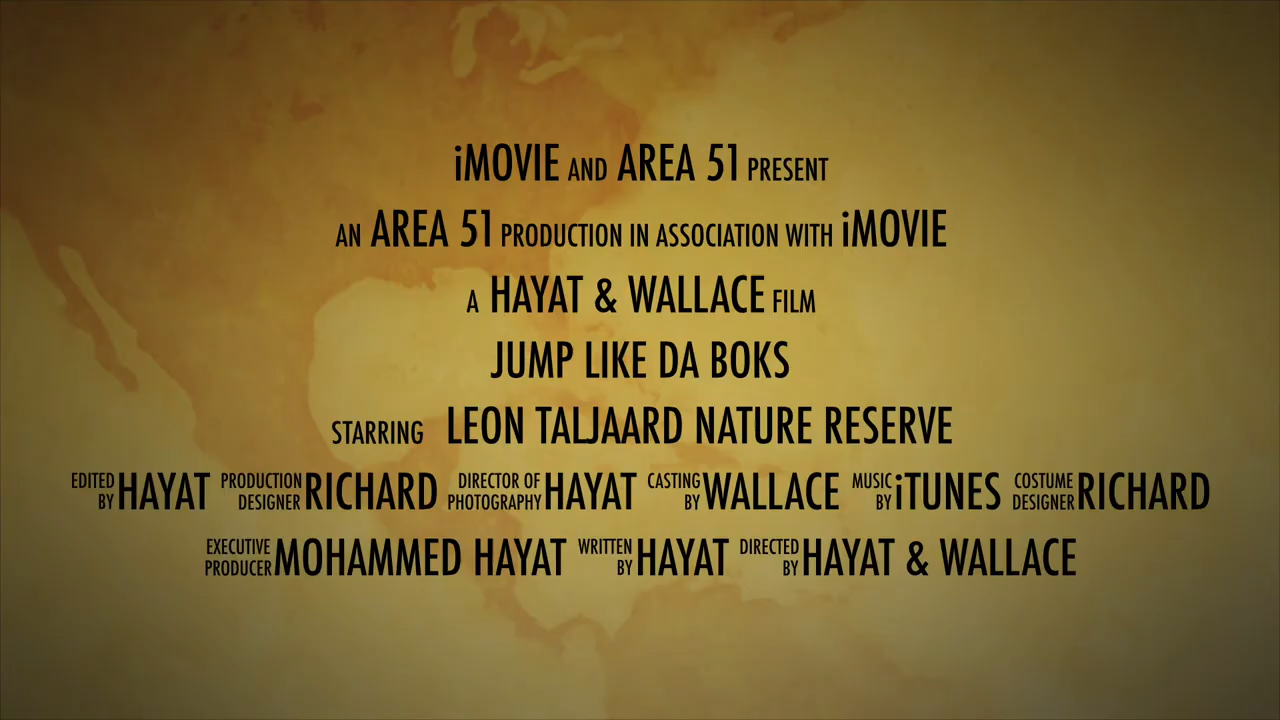 iMOVIE AND AREA 51 PRESENT
AN AREA 51 PRODUCTION IN ASSOCIATION WITH iMOVIE
A HAYAT & WALLACE FILM
JUMP LIKE DA BOKS
STARRING LEON TALJAARD NATURE RESERVE
EDITED BY HAYAT PRODUCTION DESIGNER RICHARD DIRECTOR OF PHOTOGRAPHY HAYAT CASTING BY WALLACE MUSIC BY iTUNES COSTUME DESIGNER RICHARD
EXECUTIVE PRODUCER MOHAMMED HAYAT WRITTEN BY HAYAT DIRECTED BY HAYAT & WALLACE